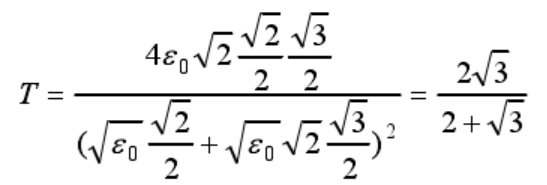 T = \frac{4\varepsilon_0 \sqrt{2} \frac{\sqrt{2}}{2} \frac{\sqrt{3}}{2}}{(\sqrt{\varepsilon_0} \frac{\sqrt{2}}{2} + \sqrt{\varepsilon_0} \sqrt{2} \frac{\sqrt{3}}{2})^2} = \frac{2\sqrt{3}}{2+\sqrt{3}}